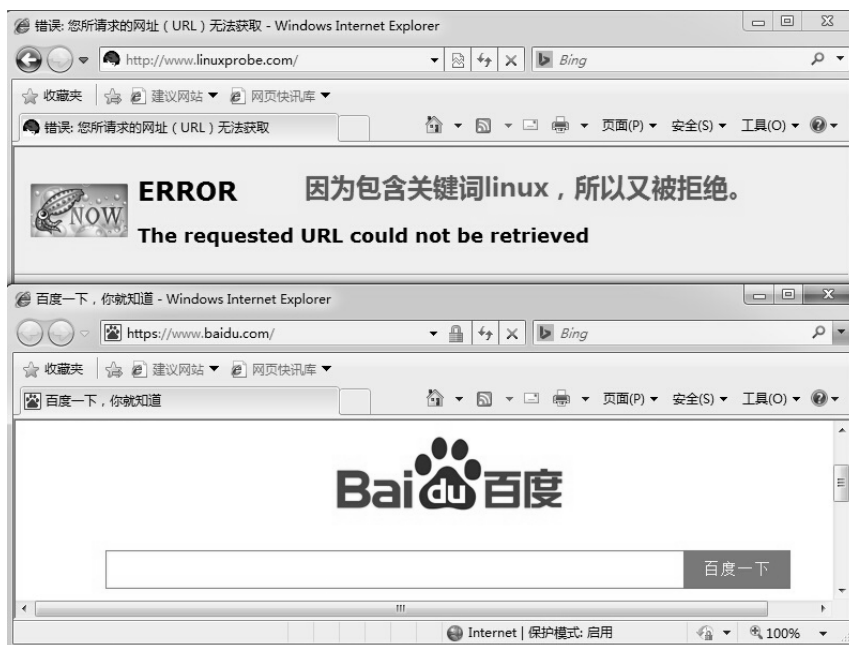 错误: 您所请求的网址 ( URL ) 无法获取 - Windows Internet Explorer
http://www.linuxprobe.com/ Bing
收藏夹 建议网站 网页快讯库
错误: 您所请求的网址 ( URL ) 无法获取 页面(P) 安全(S) 工具(O)
NOW
ERROR 因为包含关键词linux，所以又被拒绝。
The requested URL could not be retrieved
百度一下，你就知道 - Windows Internet Explorer
https://www.baidu.com/ Bing
收藏夹 建议网站 网页快讯库
百度一下，你就知道 页面(P) 安全(S) 工具(O)
Bai du 百度
百度一下
Internet | 保护模式: 启用 100%